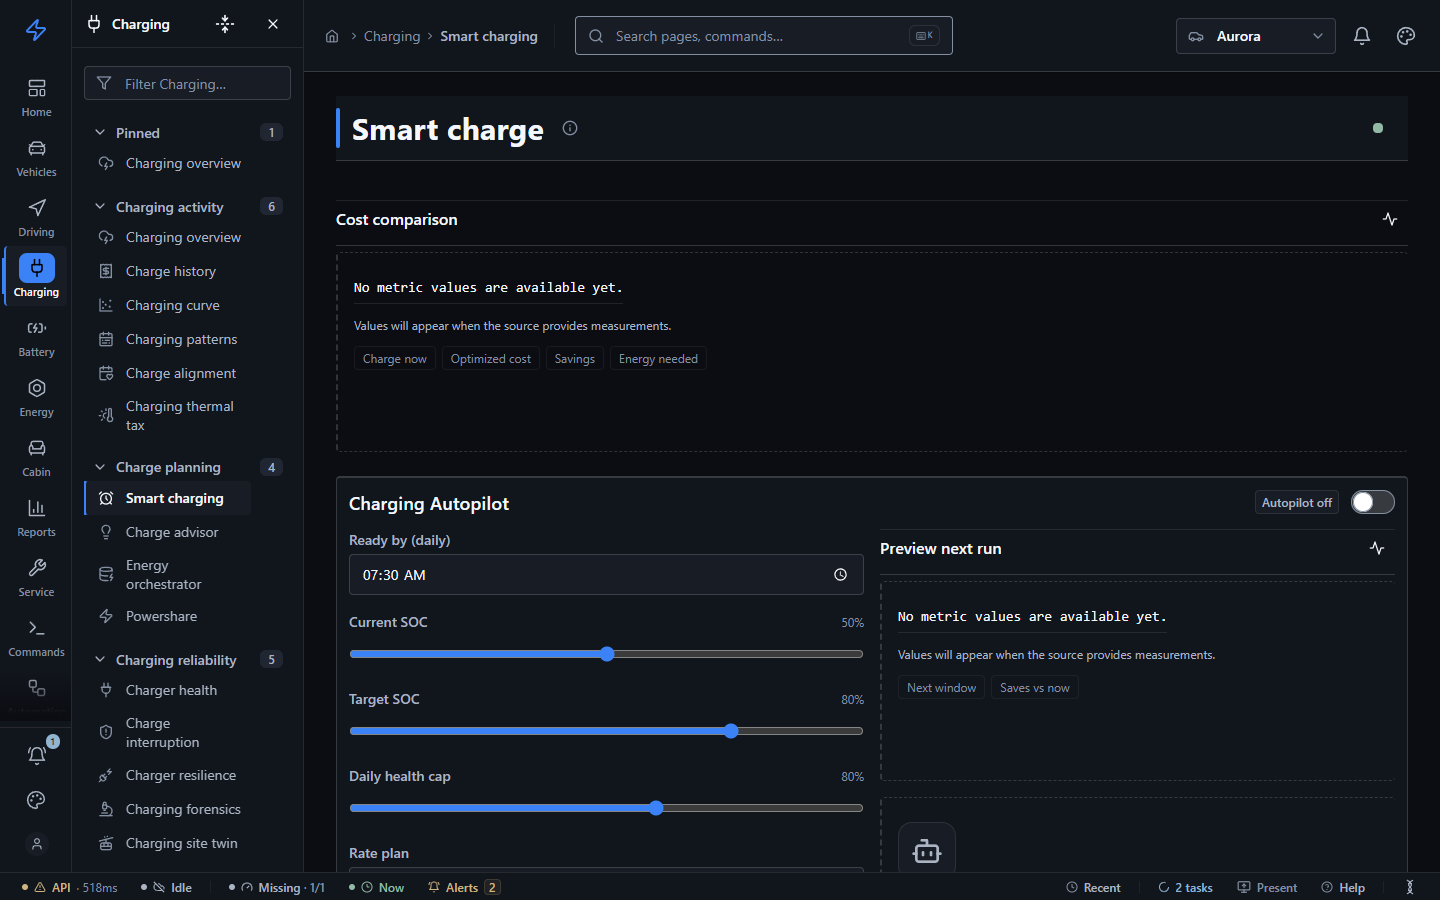 Charging
Charging
Smart charging
Search pages, commands...
K
Aurora
Home
Vehicles
Driving
Charging
Battery
Energy
Cabin
Reports
Service
Commands
1
Filter Charging...
Pinned
1
Charging overview
Charging activity
6
Charging overview
Charge history
Charging curve
Charging patterns
Charge alignment
Charging thermal
tax
Charge planning
4
Smart charging
Charge advisor
Energy
orchestrator
Powershare
Charging reliability
5
Charger health
Charge
interruption
Charger resilience
Charging forensics
Charging site twin
Smart charge
Cost comparison
No metric values are available yet.
Values will appear when the source provides measurements.
Charge now
Optimized cost
Savings
Energy needed
Charging Autopilot
Autopilot off
Ready by (daily)
07:30 AM
Current SOC
50%
Target SOC
80%
Daily health cap
80%
Rate plan
Preview next run
No metric values are available yet.
Values will appear when the source provides measurements.
Next window
Saves vs now
API · 518ms
Idle
Missing · 1/1
Now
Alerts 2
Recent
2 tasks
Present
Help